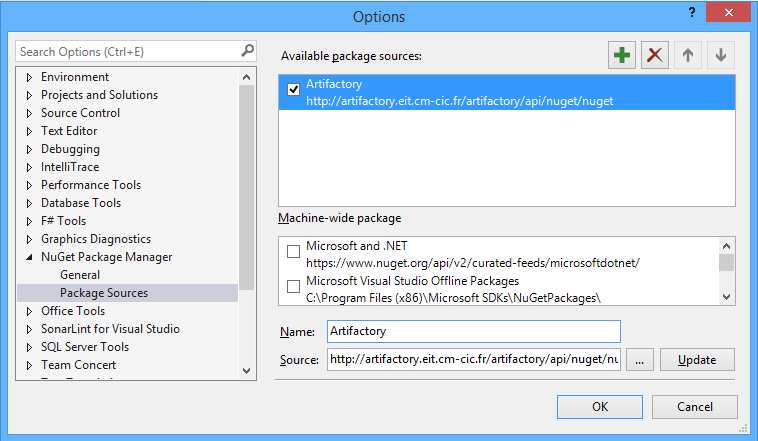 Options
?
Search Options (Ctrl+E)
Environment
Projects and Solutions
Source Control
Text Editor
Debugging
IntelliTrace
Performance Tools
Database Tools
F# Tools
Graphics Diagnostics
NuGet Package Manager
General
Package Sources
Office Tools
SonarLint for Visual Studio
SQL Server Tools
Team Concert
Available package sources:
Artifactory
http://artifactory.eit.cm-cic.fr/artifactory/api/nuget/nuget
Machine-wide package
Microsoft and .NET
https://www.nuget.org/api/v2/curated-feeds/microsoftdotnet/
Microsoft Visual Studio Offline Packages
C:\Program Files (x86)\Microsoft SDKs\NuGetPackages\
Name: Artifactory
Source: http://artifactory.eit.cm-cic.fr/artifactory/api/nuget/nu ... Update
OK Cancel